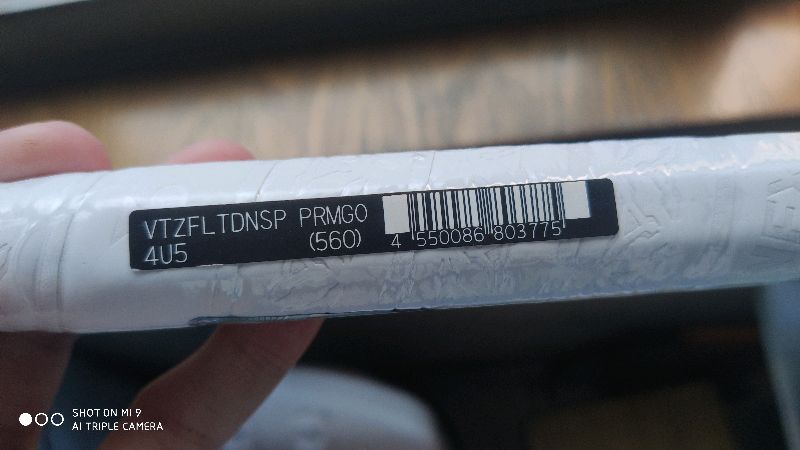 VTZFLTDNSP PRMGO
4U5 (560)
4 550086 803775
SHOT ON MI 9
AI TRIPLE CAMERA